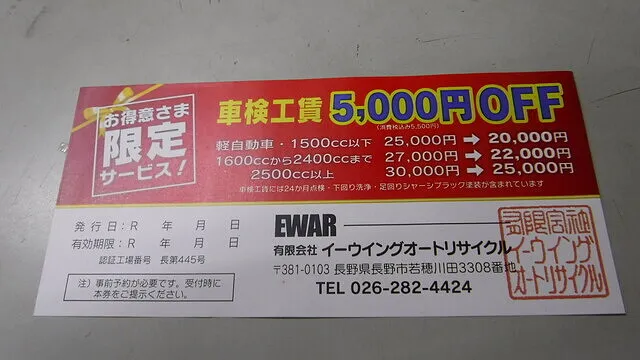 お得意さま
限定
サービス!
車検工賃 5,000円OFF
(消費税込み5,500円)
軽自動車・1500cc以下 25,000円➡20,000円
1600ccから2400ccまで 27,000円➡22,000円
2500cc以上 30,000円➡25,000円
車検工賃には24か月点検・下回り洗浄・足回りシャーシブラック塗装が含まれています
発行日:R 年 月 日
有効期限:R 年 月 日
認証工場番号 長第445号
注)事前予約が必要です。受付時に
本券をご提示ください。
EWAR
有限会社 イーウイングオートリサイクル
〒381-0103 長野県長野市若穂川田3308番地
TEL 026-282-4424
イーウイング
オートリサイクル